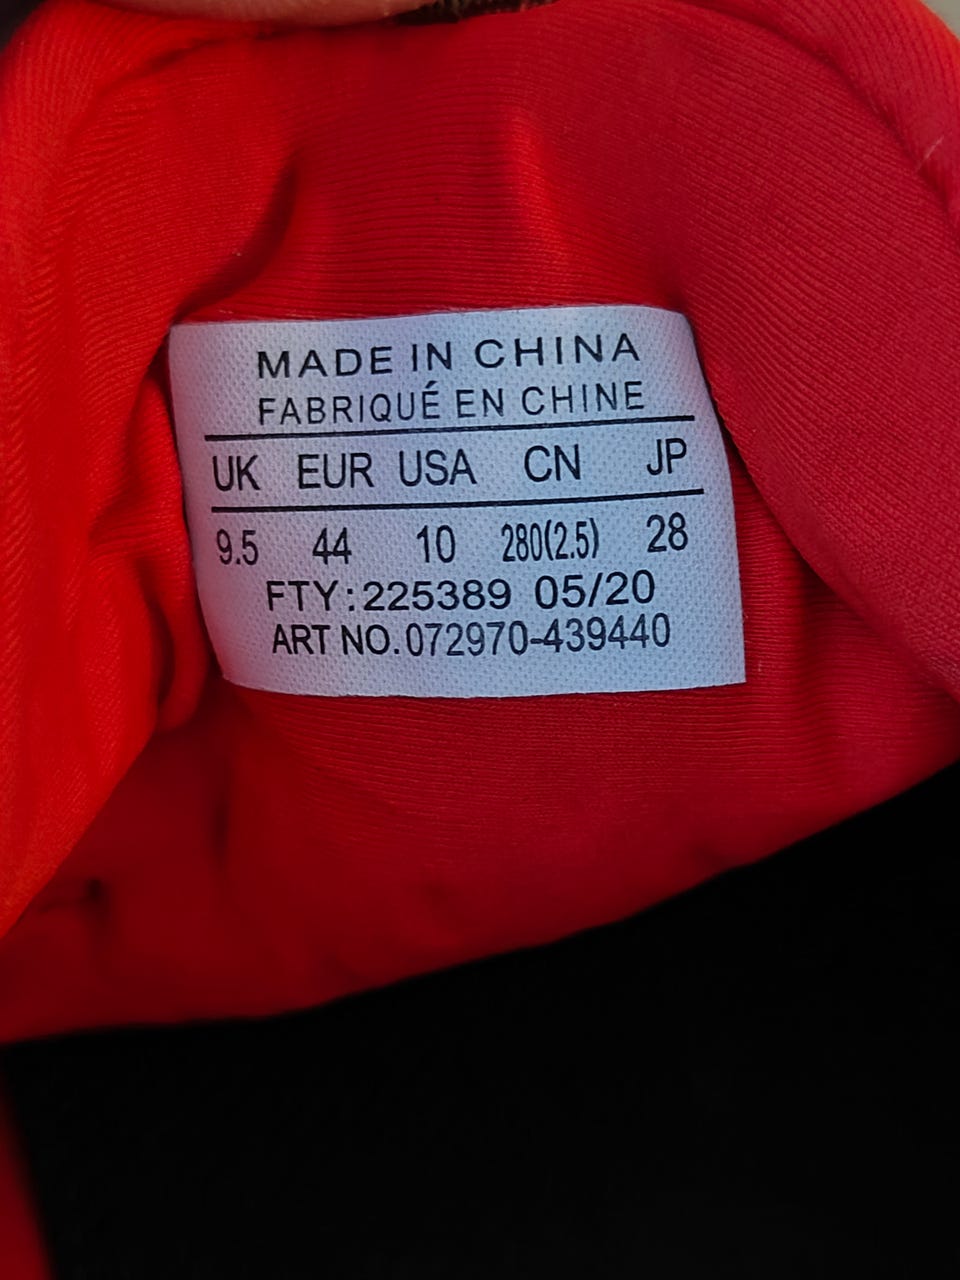 MADE IN CHINA
FABRIQUÉ EN CHINE
UK EUR USA CN JP
9.5 44 10 280(2.5) 28
FTY:225389 05/20
ART NO.072970-439440